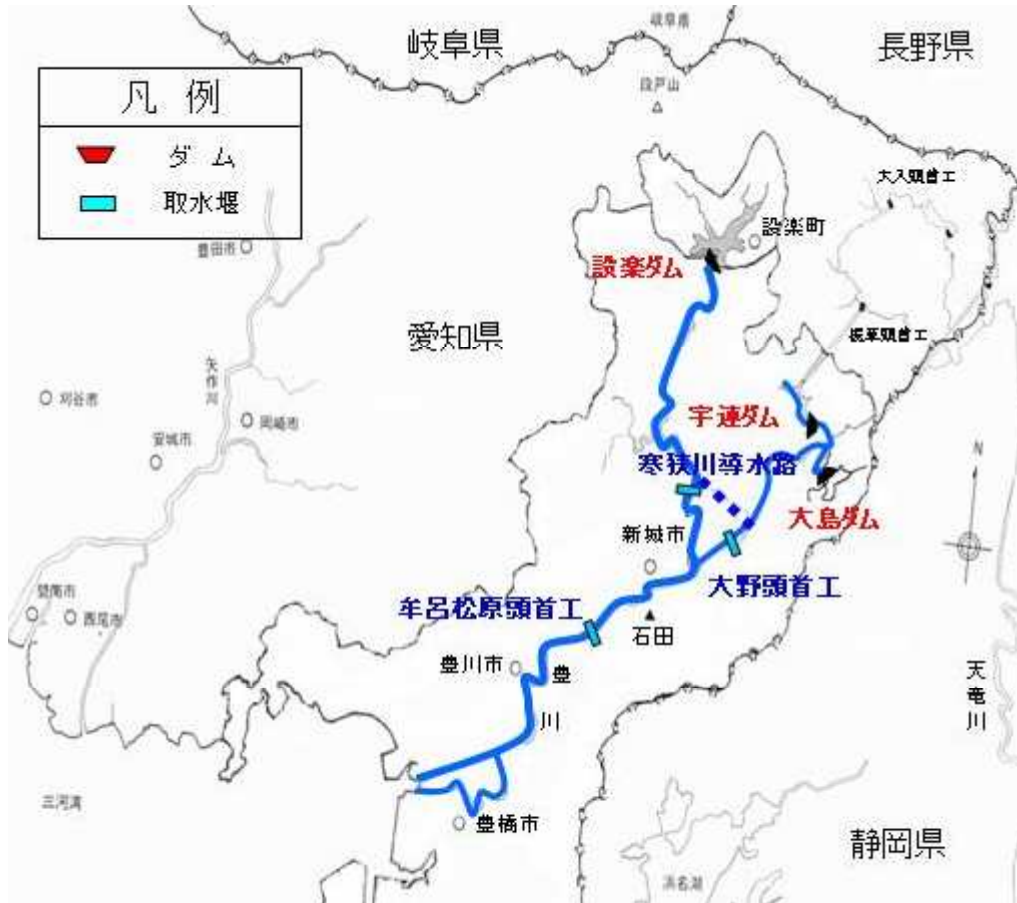 岐阜県
岐阜県
長野県
凡 例
ダ ム
取水堰
段戸山
大入頭首工
設楽町
豊田市
設楽ダム
愛知県
振草頭首工
矢作川
刈谷市
岡崎市
安城市
宇連ダム
寒狭川導水路
大島ダム
N
新城市
大野頭首工
牟呂松原頭首工
石田
西尾市
豊川市
豊川
天竜川
三河湾
豊橋市
静岡県
浜名湖